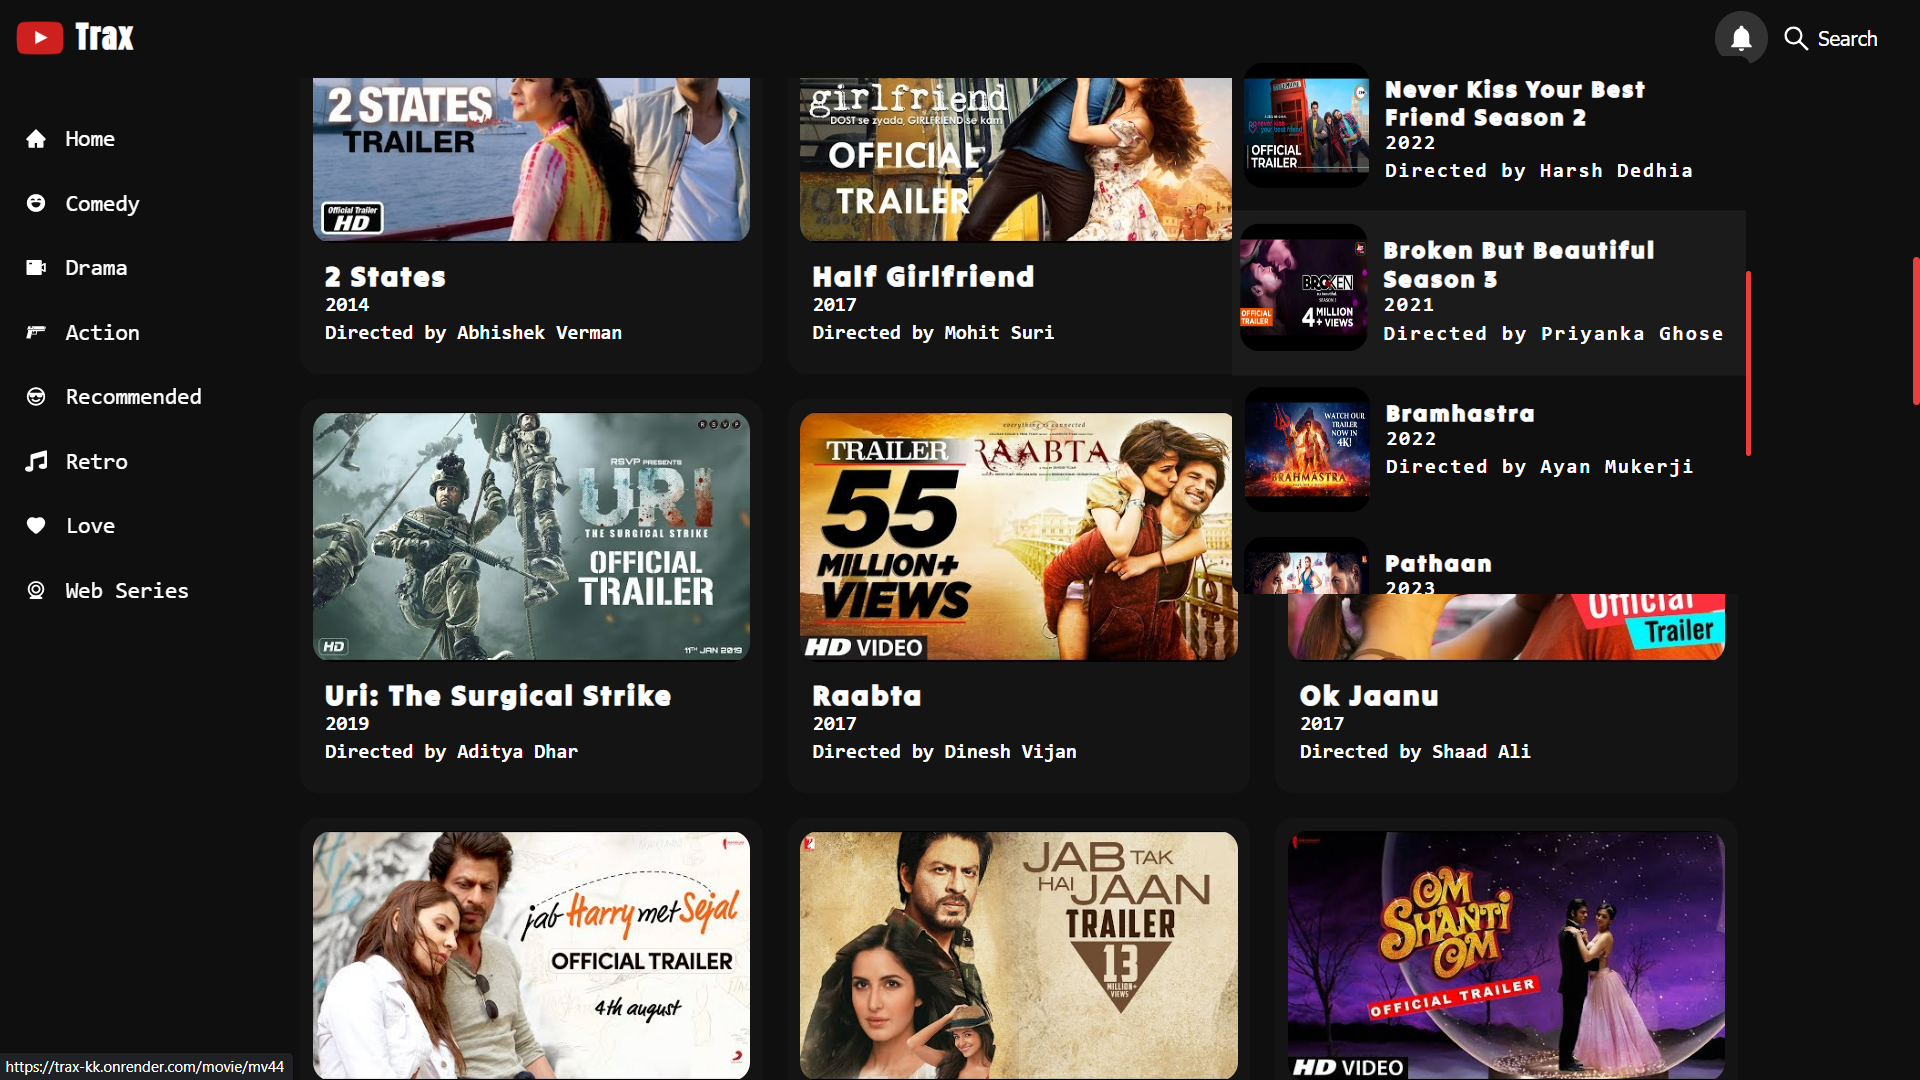 Trax
Search
Home
Comedy
Drama
Action
Recommended
Retro
Love
Web Series
2 STATES
TRAILER
Official Trailer
HD
2 States
2014
Directed by Abhishek Verman
girlfriend
DOST se zyada, GIRLFRIEND se kam
OFFICIAL
TRAILER
Half Girlfriend
2017
Directed by Mohit Suri
never kiss
your best friend
OFFICIAL
TRAILER
Never Kiss Your Best
Friend Season 2
2022
Directed by Harsh Dedhia
BROKEN
SEASON 3
OFFICIAL
TRAILER
4 MILLION
+ VIEWS
Broken But Beautiful
Season 3
2021
Directed by Priyanka Ghose
WATCH OUR
TRAILER
NOW IN
4K!
BRAHMASTRA
Bramhastra
2022
Directed by Ayan Mukerji
Pathaan
2023
RSVP
RSVP PRESENTS
URI
THE SURGICAL STRIKE
OFFICIAL
TRAILER
HD
11TH JAN 2019
Uri: The Surgical Strike
2019
Directed by Aditya Dhar
everything is connected
TRAILER
RAABTA
55
MILLION+
VIEWS
HD VIDEO
Raabta
2017
Directed by Dinesh Vijan
Official
Trailer
Ok Jaanu
2017
Directed by Shaad Ali
jab Harry met Sejal
OFFICIAL TRAILER
4th august
JAB TAK
HAI JAAN
TRAILER
13
MILLION+
VIEWS
OM
SHANTI
OM
OFFICIAL TRAILER
HD VIDEO
https://trax-kk.onrender.com/movie/mv44